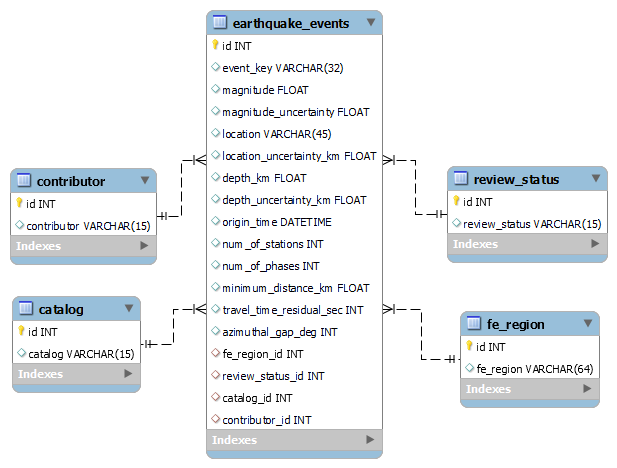 earthquake_events
id INT
event_key VARCHAR(32)
magnitude FLOAT
magnitude_uncertainty FLOAT
location VARCHAR(45)
location_uncertainty_km FLOAT
depth_km FLOAT
depth_uncertainty_km FLOAT
origin_time DATETIME
num_of_stations INT
num_of_phases INT
minimum_distance_km FLOAT
travel_time_residual_sec INT
azimuthal_gap_deg INT
fe_region_id INT
review_status_id INT
catalog_id INT
contributor_id INT
Indexes
contributor
id INT
contributor VARCHAR(15)
Indexes
catalog
id INT
catalog VARCHAR(15)
Indexes
review_status
id INT
review_status VARCHAR(15)
Indexes
fe_region
id INT
fe_region VARCHAR(64)
Indexes